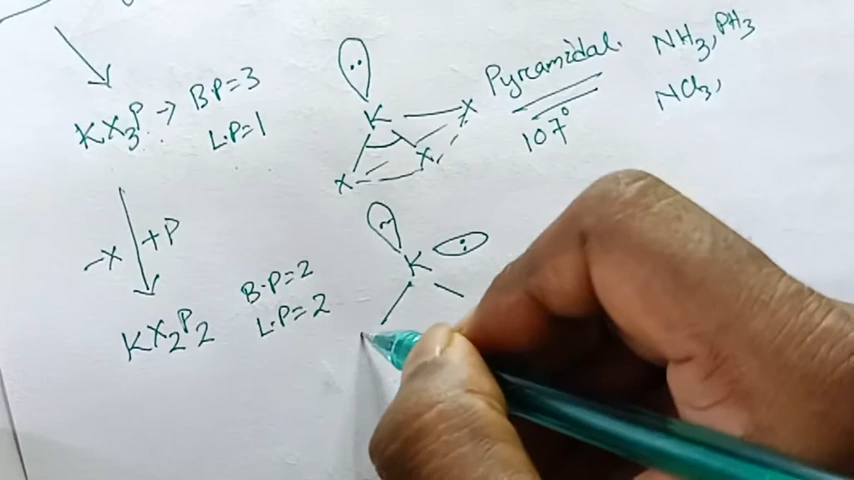 KX₃P → B.P=3
L.P=1
K X
X X
Pyramidal.
107°
NH₃, PH₃
NCl₃,
-X +P
KX₂P₂
B.P=2
L.P=2
K